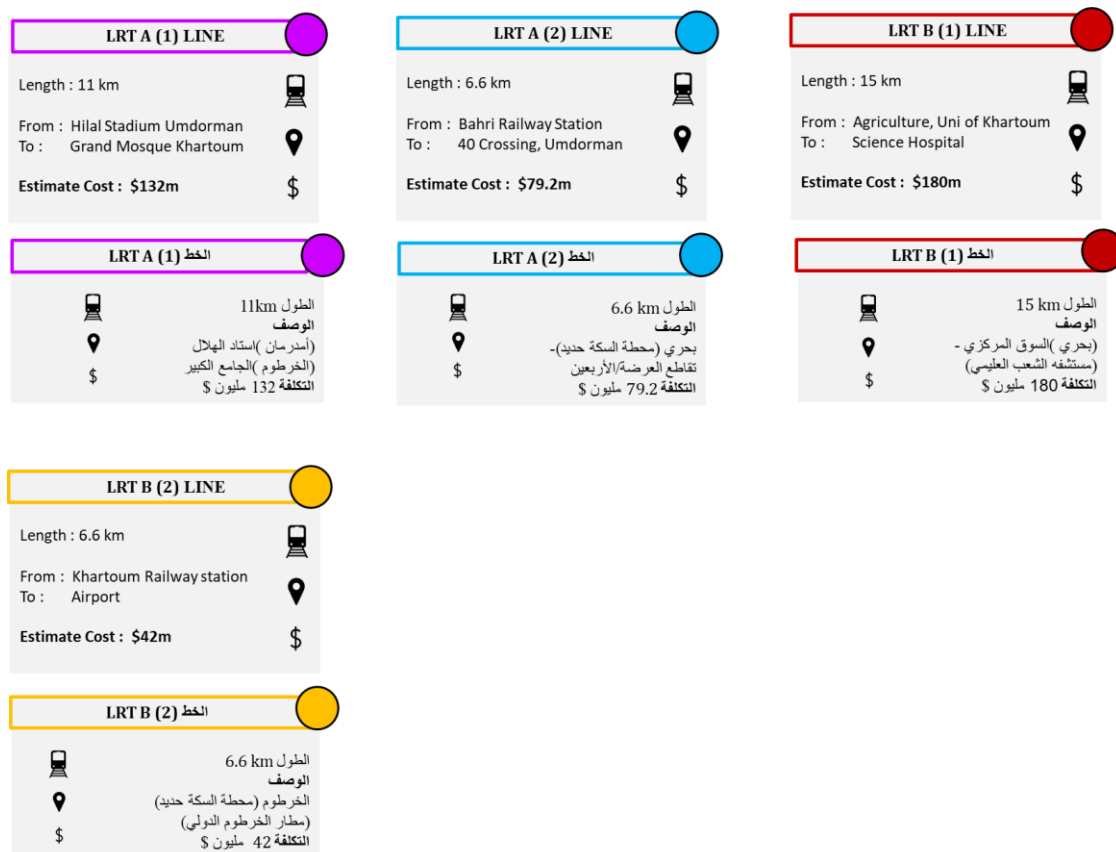 LRT A (1) LINE
Length : 11 km
From : Hilal Stadium Umdorman
To : Grand Mosque Khartoum
Estimate Cost : $132m
$
LRT A (2) LINE
Length : 6.6 km
From : Bahri Railway Station
To : 40 Crossing, Umdorman
Estimate Cost : $79.2m
$
LRT B (1) LINE
Length : 15 km
From : Agriculture, Uni of Khartoum
To : Science Hospital
Estimate Cost : $180m
$
LRT A (1) الخط
الطول 11km
الوصف
(أمدرمان )استاد الهلال
(الخرطوم )الجامع الكبير
التكلفة 132 مليون $
$
LRT A (2) الخط
الطول 6.6 km
الوصف
بحري (محطة السكة حديد)-
تقاطع العرضة/الأربعين
التكلفة 79.2 مليون $
$
LRT B (1) الخط
الطول 15 km
الوصف
(بحري )السوق المركزي -
(مستشفه الشعب العليمي)
التكلفة 180 مليون $
$
LRT B (2) LINE
Length : 6.6 km
From : Khartoum Railway station
To : Airport
Estimate Cost : $42m
$
LRT B (2) الخط
الطول 6.6 km
الوصف
الخرطوم (محطة السكة حديد)
(مطار الخرطوم الدولي)
التكلفة 42 مليون $
$